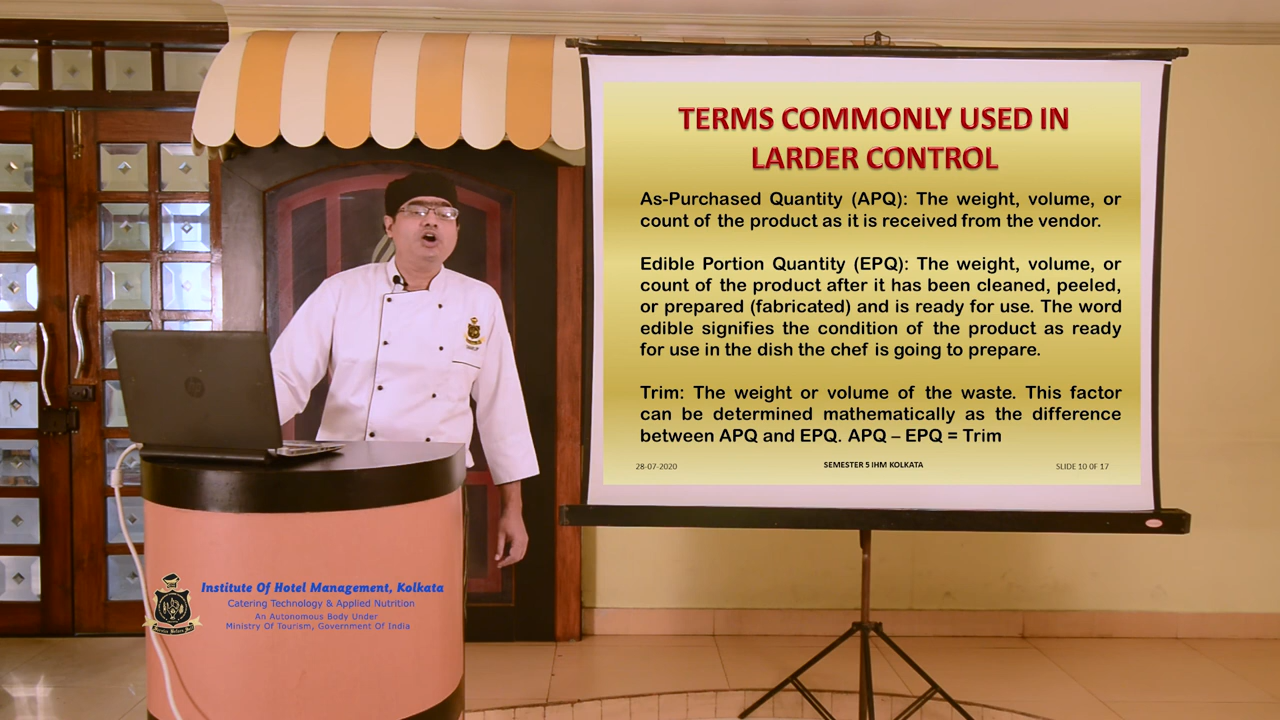 TERMS COMMONLY USED IN
LARDER CONTROL
As-Purchased Quantity (APQ): The weight, volume, or
count of the product as it is received from the vendor.
Edible Portion Quantity (EPQ): The weight, volume, or
count of the product after it has been cleaned, peeled,
or prepared (fabricated) and is ready for use. The word
edible signifies the condition of the product as ready
for use in the dish the chef is going to prepare.
Trim: The weight or volume of the waste. This factor
can be determined mathematically as the difference
between APQ and EPQ. APQ – EPQ = Trim
28-07-2020
SEMESTER 5 IHM KOLKATA
SLIDE 10 0F 17
Institute Of Hotel Management, Kolkata
Catering Technology & Applied Nutrition
An Autonomous Body Under
Ministry Of Tourism, Government Of India